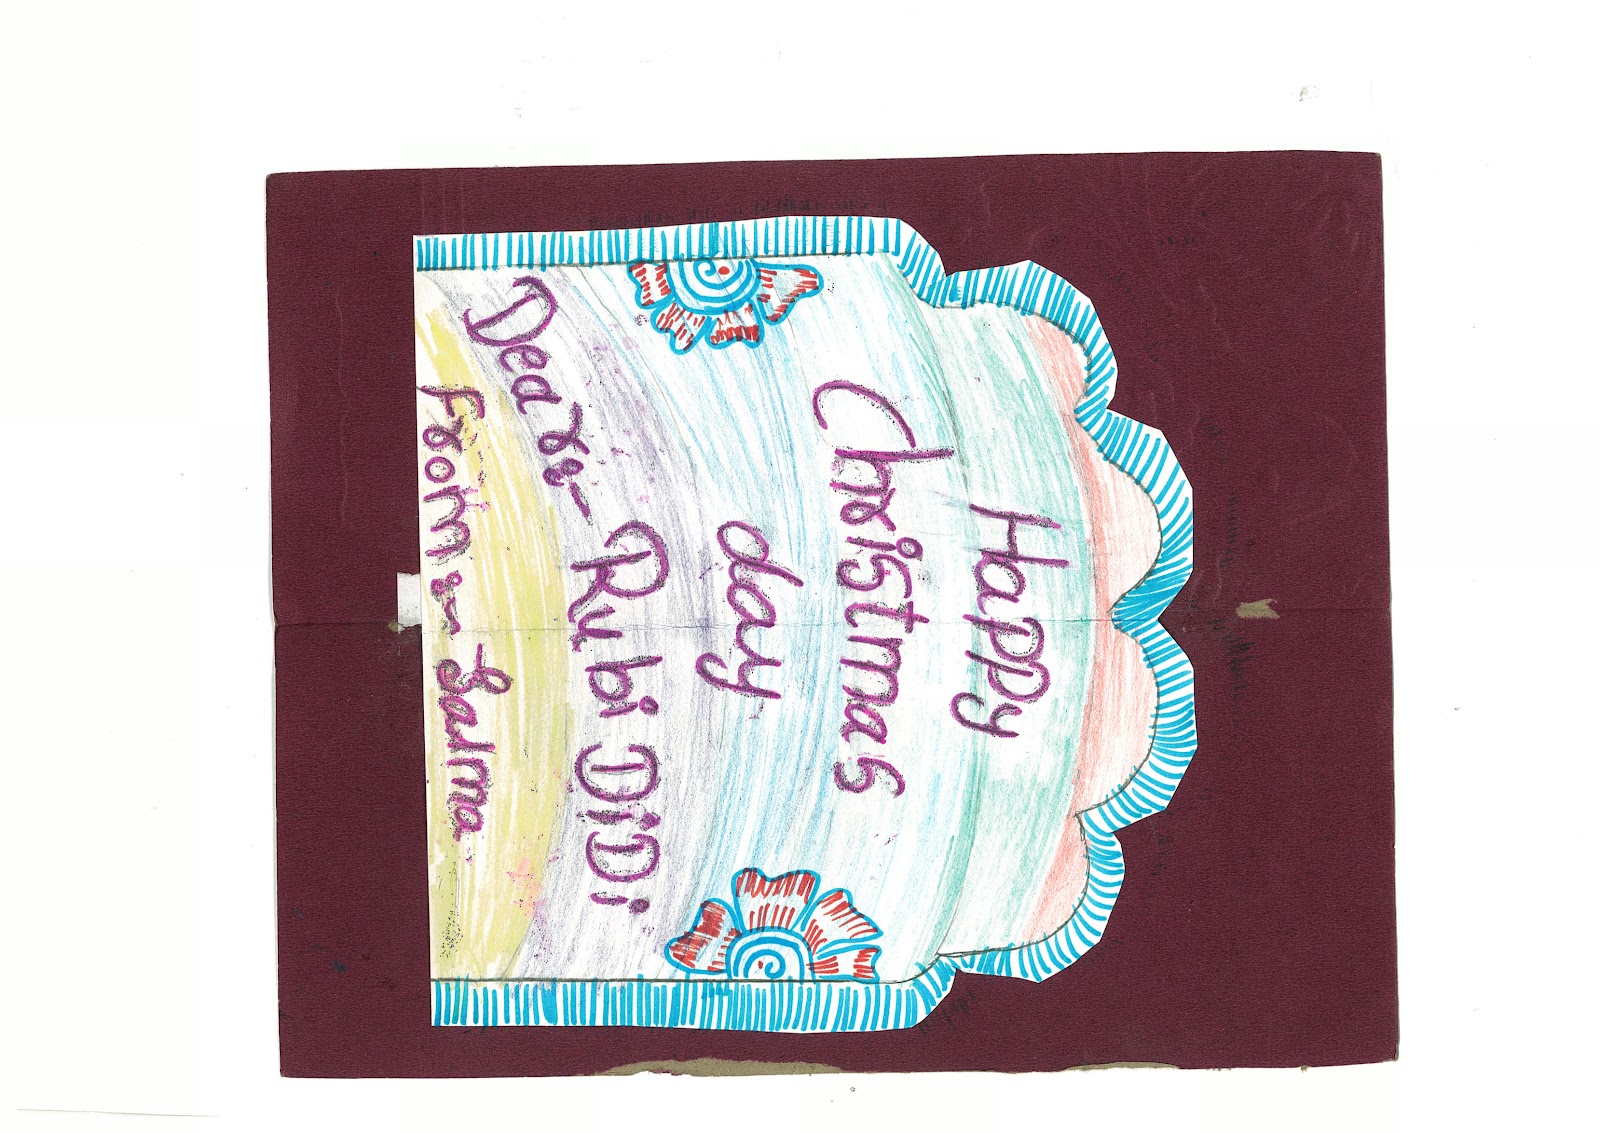 Happy
Christmas
day
Dear:- Rubi DiDi
From:- Salma